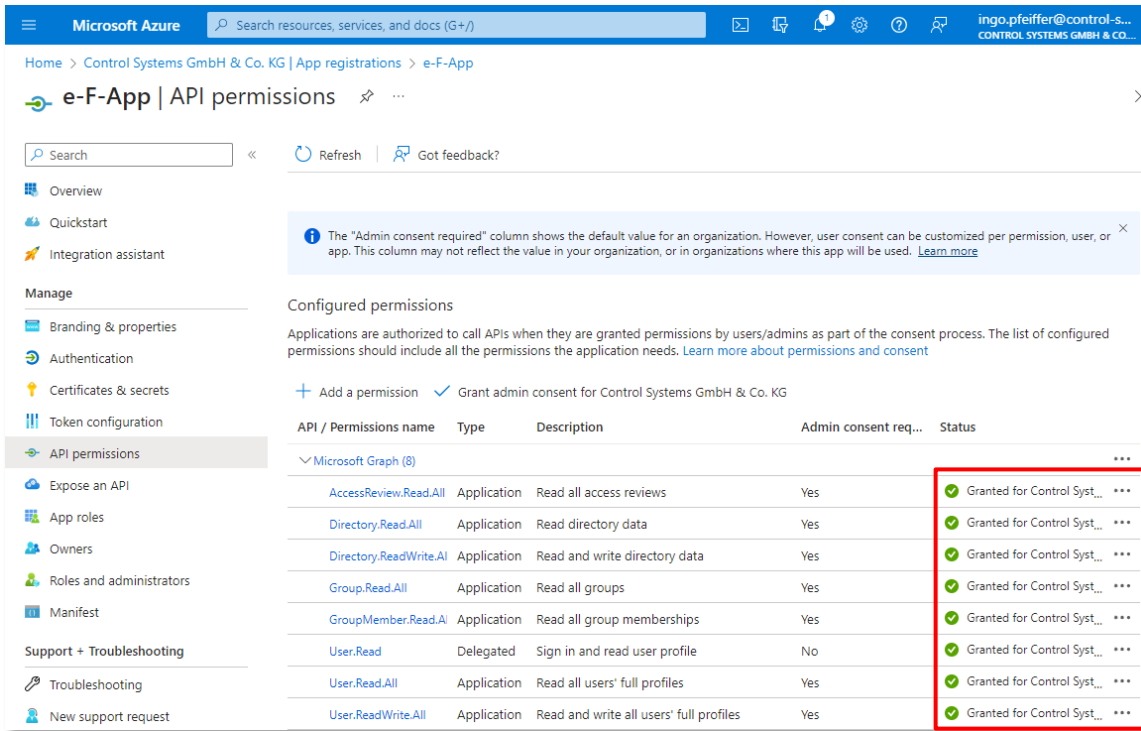 Microsoft Azure
Search resources, services, and docs (G+/)
1
ingo.pfeiffer@control-s...
CONTROL SYSTEMS GMBH & CO....
Home > Control Systems GmbH & Co. KG | App registrations > e-F-App
e-F-App | API permissions
Search
Refresh
Got feedback?
Overview
Quickstart
Integration assistant
The "Admin consent required" column shows the default value for an organization. However, user consent can be customized per permission, user, or
app. This column may not reflect the value in your organization, or in organizations where this app will be used. Learn more
Manage
Branding & properties
Authentication
Certificates & secrets
Token configuration
API permissions
Expose an API
App roles
Owners
Roles and administrators
Manifest
Support + Troubleshooting
Troubleshooting
New support request
Configured permissions
Applications are authorized to call APIs when they are granted permissions by users/admins as part of the consent process. The list of configured
permissions should include all the permissions the application needs. Learn more about permissions and consent
Add a permission Grant admin consent for Control Systems GmbH & Co. KG
API / Permissions name Type Description Admin consent req... Status
Microsoft Graph (8)
AccessReview.Read.All Application Read all access reviews Yes Granted for Control Syst...
Directory.Read.All Application Read directory data Yes Granted for Control Syst...
Directory.ReadWrite.Al Application Read and write directory data Yes Granted for Control Syst...
Group.Read.All Application Read all groups Yes Granted for Control Syst...
GroupMember.Read.A Application Read all group memberships Yes Granted for Control Syst...
User.Read Delegated Sign in and read user profile No Granted for Control Syst...
User.Read.All Application Read all users' full profiles Yes Granted for Control Syst...
User.ReadWrite.All Application Read and write all users' full profiles Yes Granted for Control Syst...